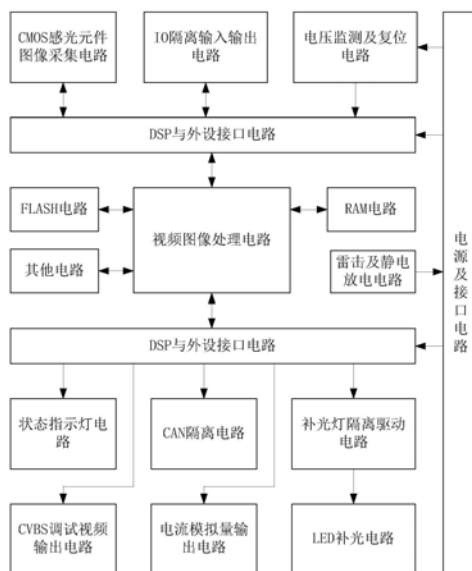 CMOS感光元件
图像采集电路
IO隔离输入输出
电路
电压监测及复位
电路
DSP与外设接口电路
FLASH电路
视频图像处理电路
RAM电路
其他电路
雷击及静电
放电电路
电源及接口电路
DSP与外设接口电路
状态指示灯电
路
CAN隔离电路
补光灯隔离驱动
电路
CVBS调试视频
输出电路
电流模拟量输
出电路
LED补光电路